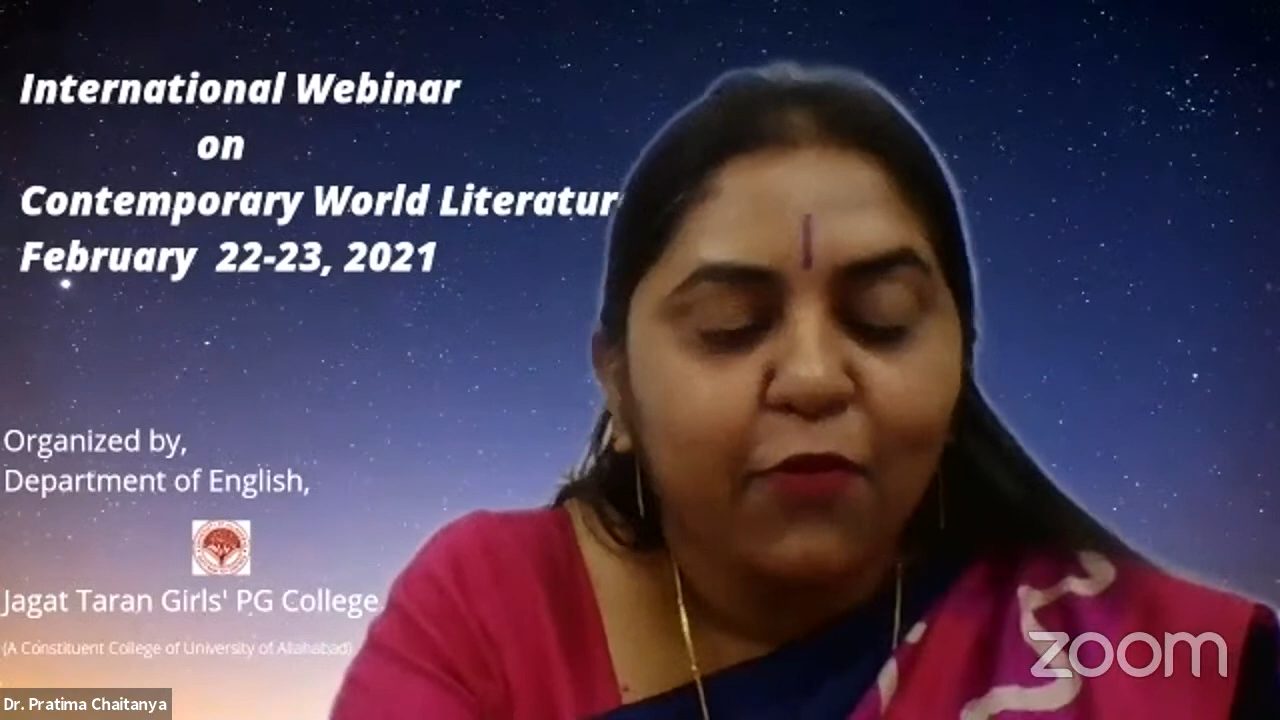 International Webinar
on
Contemporary World Literatur
February 22-23, 2021
Organized by,
Department of English,
Jagat Taran Girls' PG College
(A Constituent College of University of Allahabad)
zoom
Dr. Pratima Chaitanya